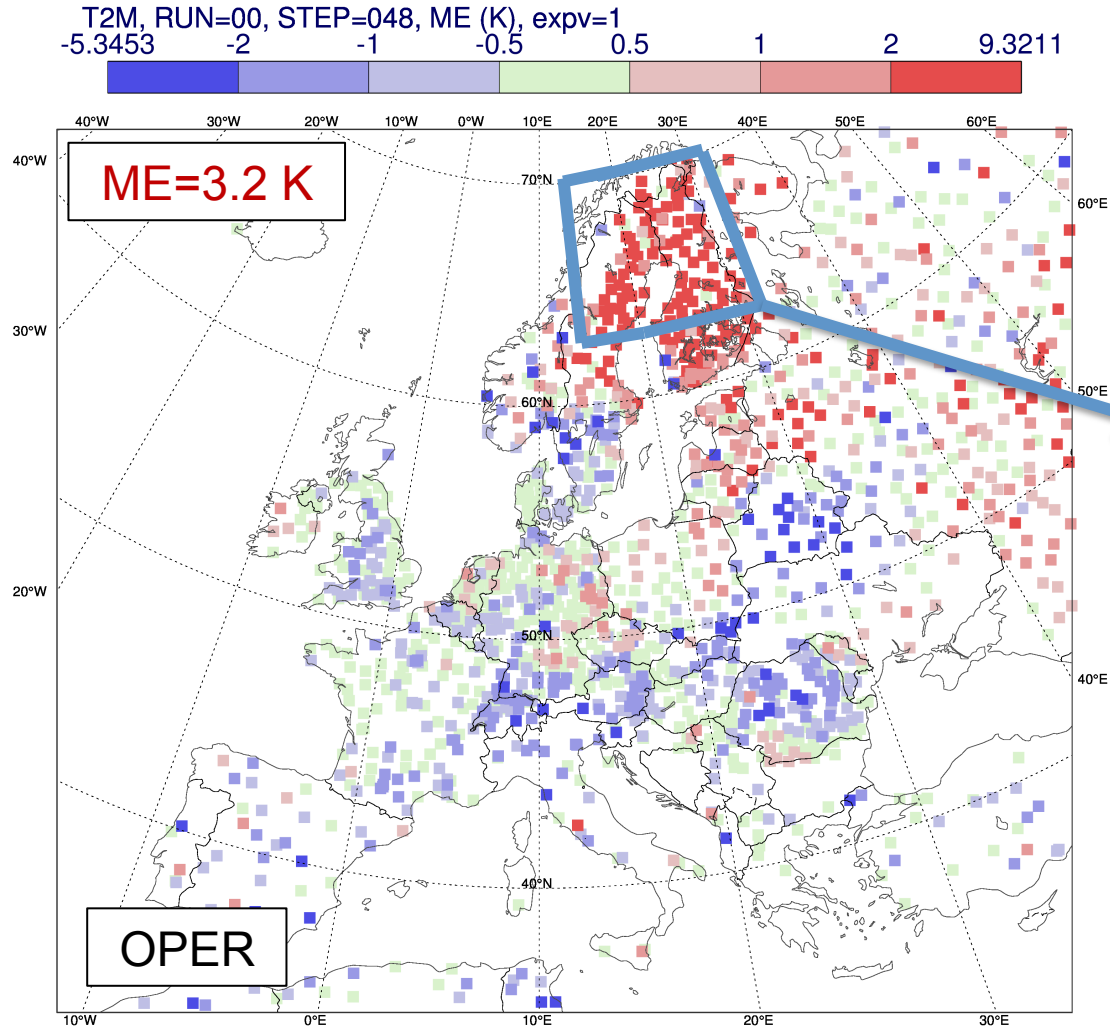 T2M, RUN=00, STEP=048, ME (K), expv=1
-5.3453 -2 -1 -0.5 0.5 1 2 9.3211
40°W 30°W 20°W 10°W 0°W 10°E 20°E 30°E 40°E 50°E 60°E
40°W
ME=3.2 K
70°N
60°E
30°W
50°E
60°N
20°W
50°N
40°E
40°N
OPER
10°W 0°E 10°E 20°E 30°E